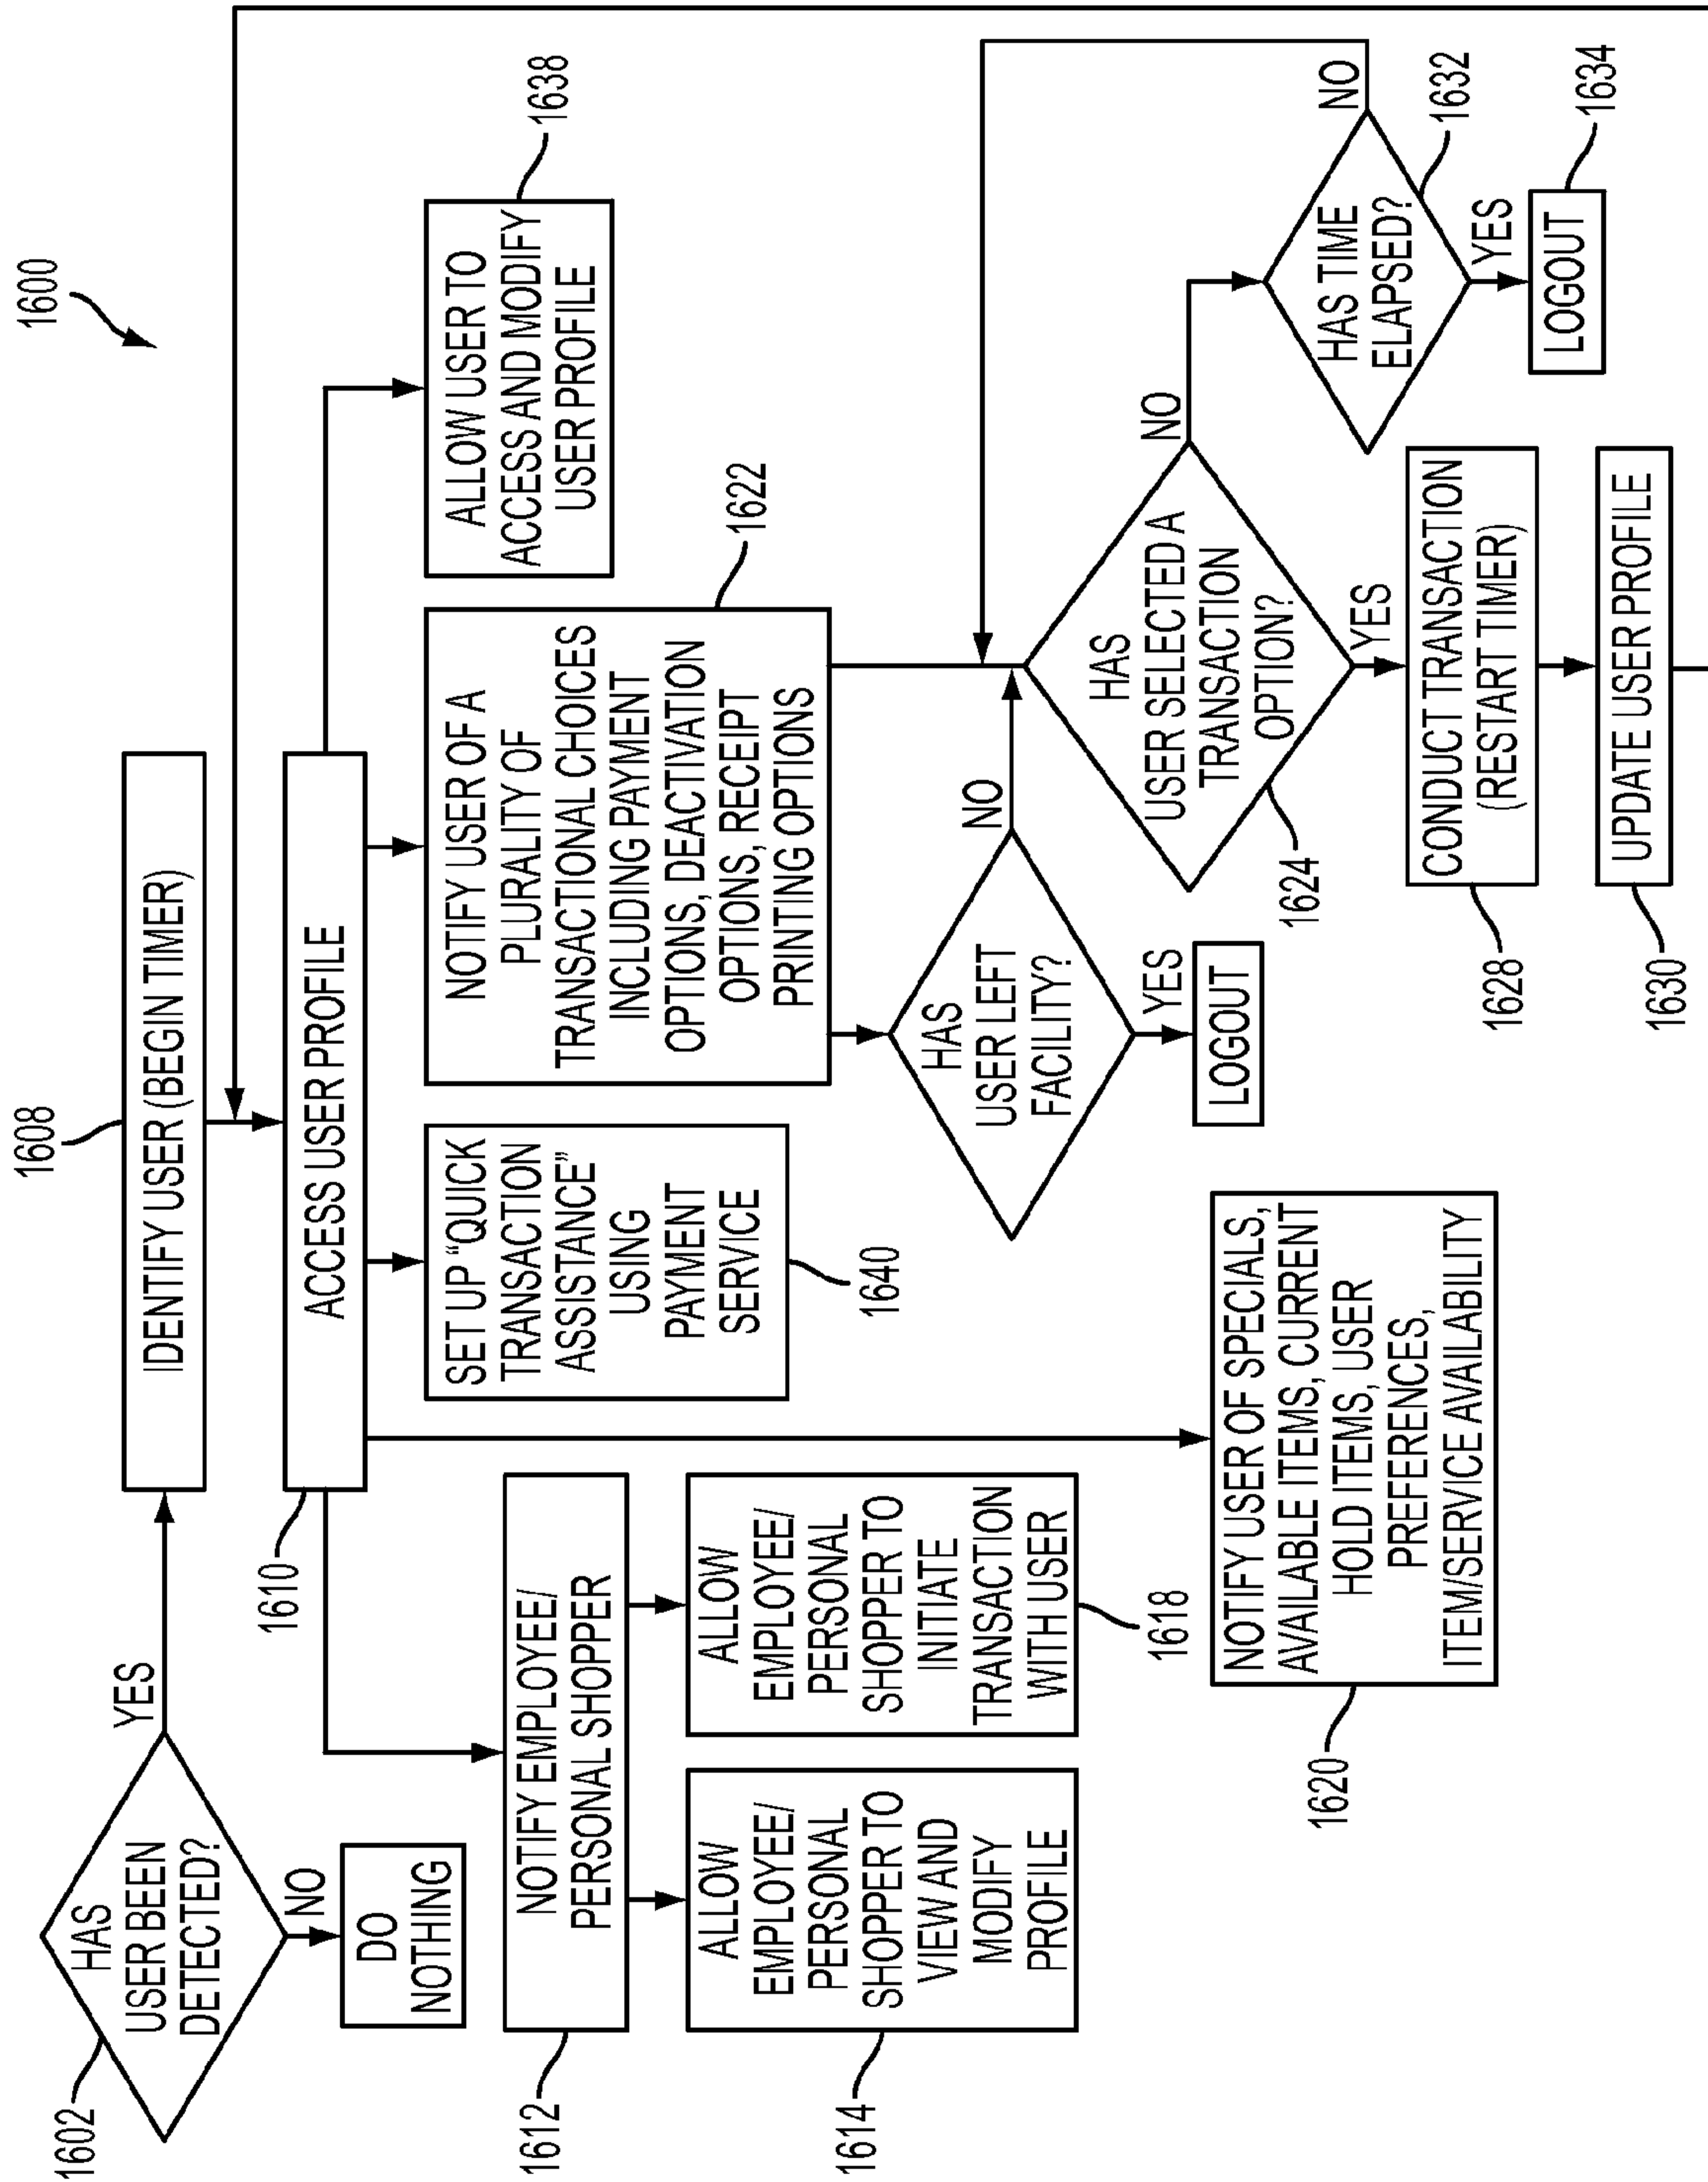 1600
HAS
USER BEEN
DETECTED?
1602
YES
NO
DO
NOTHING
1608
IDENTIFY USER (BEGIN TIMER)
1610
ACCESS USER PROFILE
1612
NOTIFY EMPLOYEE/
PERSONAL SHOPPER
ALLOW
EMPLOYEE/
PERSONAL
SHOPPER TO
VIEW AND
MODIFY
PROFILE
1614
ALLOW
EMPLOYEE/
PERSONAL
SHOPPER TO
INITIATE
TRANSACTION
WITH USER
1618
NOTIFY USER OF SPECIALS,
AVAILABLE ITEMS, CURRENT
HOLD ITEMS, USER
PREFERENCES,
ITEM/SERVICE AVAILABILITY
1620
SET UP "QUICK
TRANSACTION
ASSISTANCE”
USING
PAYMENT
SERVICE
1640
NOTIFY USER OF A
PLURALITY OF
TRANSACTIONAL CHOICES
INCLUDING PAYMENT
OPTIONS, DEACTIVATION
OPTIONS, RECEIPT
PRINTING OPTIONS
1622
ALLOW USER TO
ACCESS AND MODIFY
USER PROFILE
1638
HAS
USER LEFT
FACILITY?
NO
YES
LOGOUT
HAS
USER SELECTED A
TRANSACTION
OPTION?
1624
NO
YES
HAS TIME
ELAPSED?
1632
NO
YES
LOGOUT
1634
CONDUCT TRANSACTION
(RESTART TIMER)
1628
UPDATE USER PROFILE
1630